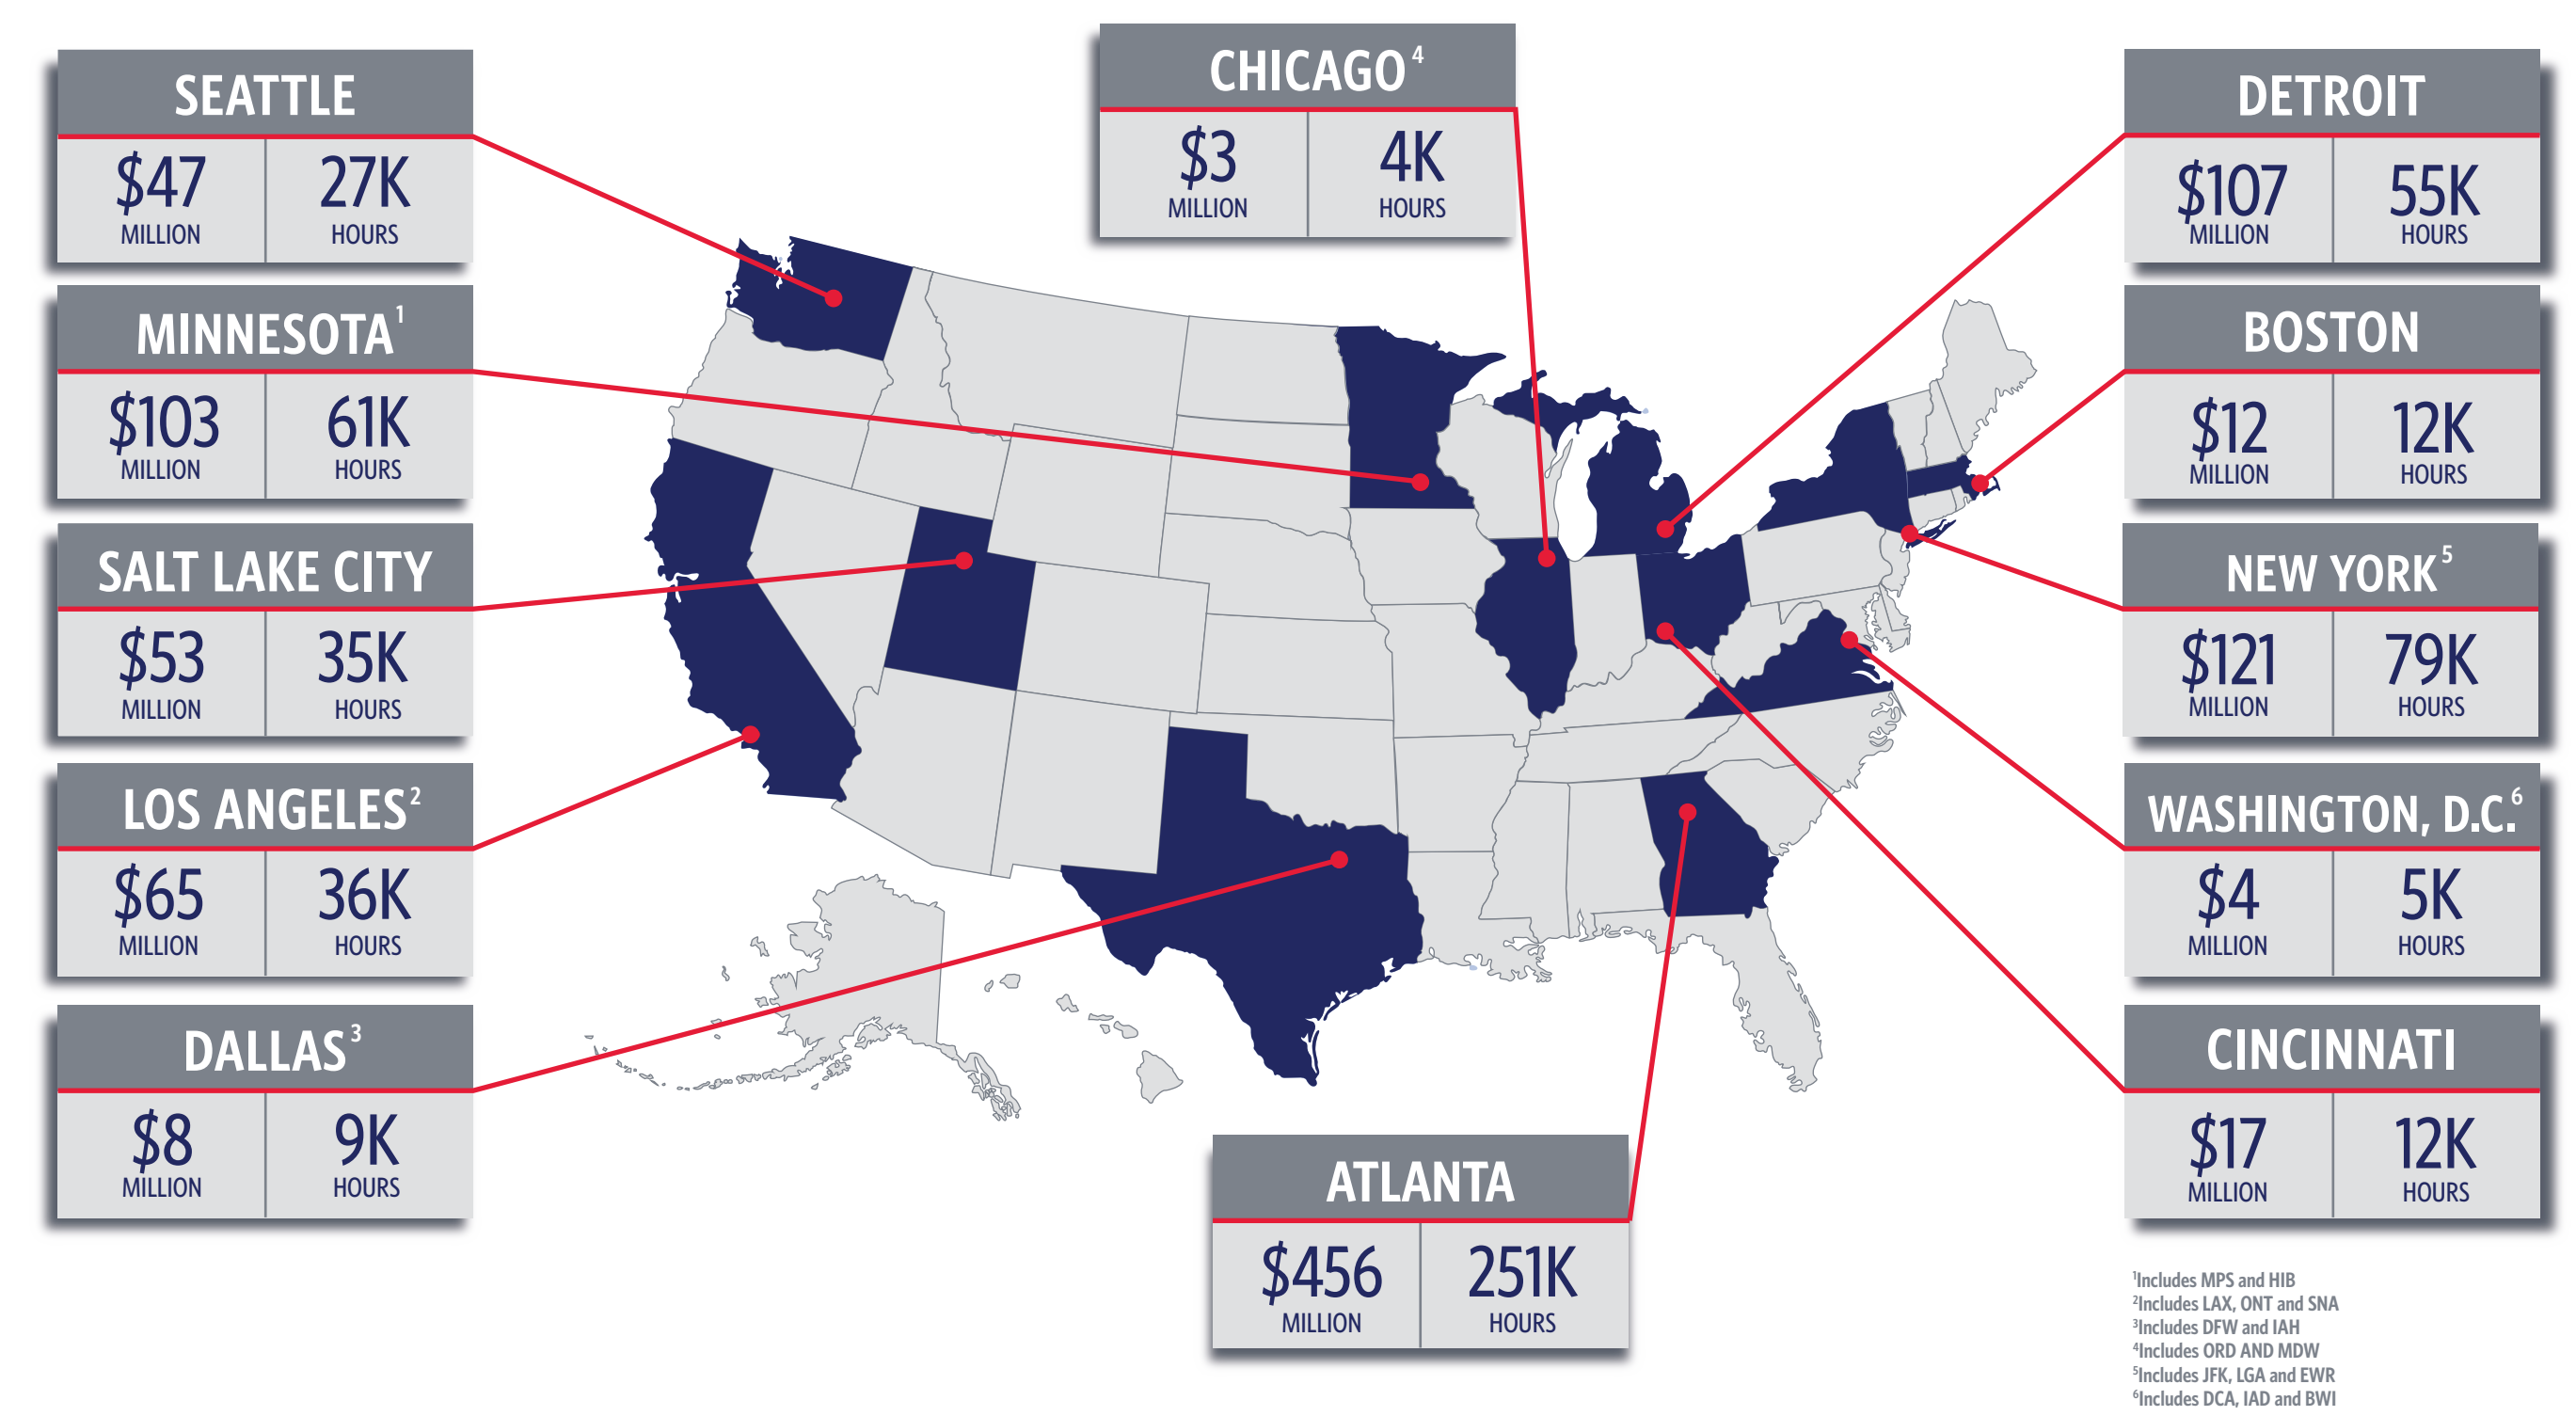 SEATTLE
$47 27K
MILLION HOURS
MINNESOTA¹
$103 61K
MILLION HOURS
SALT LAKE CITY
$53 35K
MILLION HOURS
LOS ANGELES²
$65 36K
MILLION HOURS
DALLAS³
$8 9K
MILLION HOURS
CHICAGO⁴
$3 4K
MILLION HOURS
ATLANTA
$456 251K
MILLION HOURS
DETROIT
$107 55K
MILLION HOURS
BOSTON
$12 12K
MILLION HOURS
NEW YORK⁵
$121 79K
MILLION HOURS
WASHINGTON, D.C.⁶
$4 5K
MILLION HOURS
CINCINNATI
$17 12K
MILLION HOURS
¹Includes MPS and HIB
²Includes LAX, ONT and SNA
³Includes DFW and IAH
⁴Includes ORD AND MDW
⁵Includes JFK, LGA and EWR
⁶Includes DCA, IAD and BWI